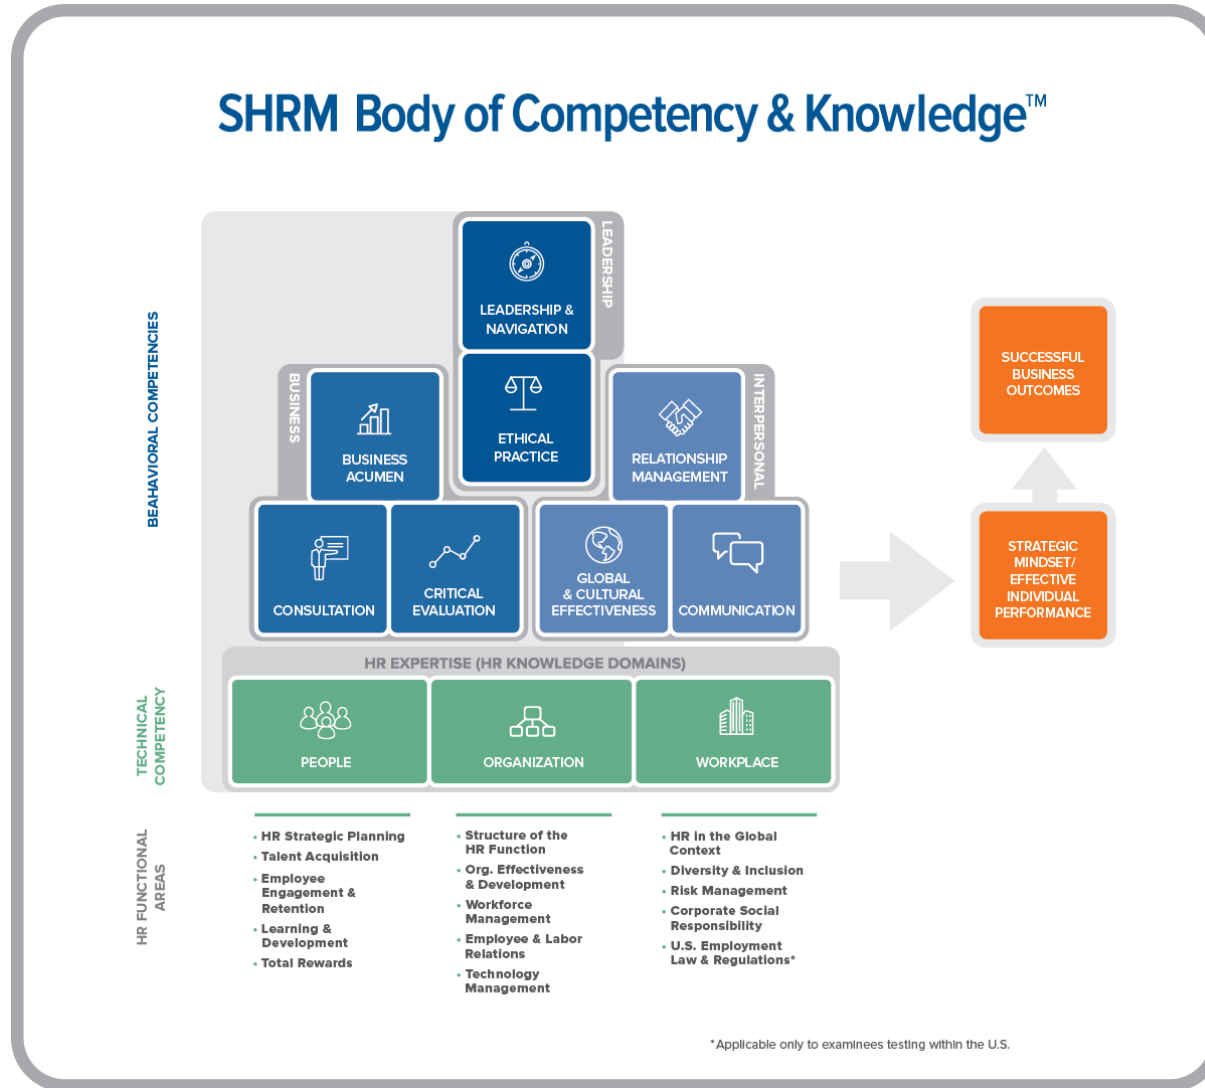 SHRM Body of Competency & Knowledge™
BEAHAVIORAL COMPETENCIES
LEADERSHIP
LEADERSHIP &
NAVIGATION
ETHICAL
PRACTICE
BUSINESS
BUSINESS
ACUMEN
CONSULTATION
CRITICAL
EVALUATION
INTERPERSONAL
RELATIONSHIP
MANAGEMENT
GLOBAL
& CULTURAL
EFFECTIVENESS
COMMUNICATION
SUCCESSFUL
BUSINESS
OUTCOMES
STRATEGIC
MINDSET/
EFFECTIVE
INDIVIDUAL
PERFORMANCE
TECHNICAL
COMPETENCY
HR EXPERTISE (HR KNOWLEDGE DOMAINS)
PEOPLE
ORGANIZATION
WORKPLACE
HR FUNCTIONAL
AREAS
• HR Strategic Planning
• Talent Acquisition
• Employee
Engagement &
Retention
• Learning &
Development
• Total Rewards
• Structure of the
HR Function
• Org. Effectiveness
& Development
• Workforce
Management
• Employee & Labor
Relations
• Technology
Management
• HR in the Global
Context
• Diversity & Inclusion
• Risk Management
• Corporate Social
Responsibility
• U.S. Employment
Law & Regulations*
*Applicable only to examinees testing within the U.S.